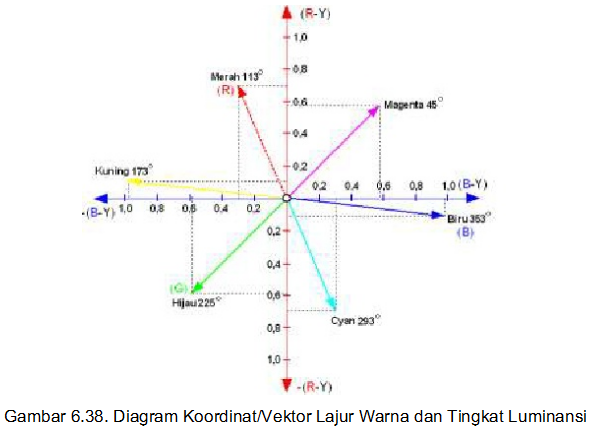 (R-Y)
1,0
0,8
Merah 113°
(R)
0,6
Magenta 45°
0,4
Kuning 173°
0,2
0,2 0,4 0,6 0,8 1,0 (B-Y)
-(B-Y) 1,0 0,8 0,6 0,4 0,2
Biru 353°
(B)
0,2
0,4
(G)
Hijau 225°
0,6
Cyan 293°
0,8
1,0
-(R-Y)
Gambar 6.38. Diagram Koordinat/Vektor Lajur Warna dan Tingkat Luminansi